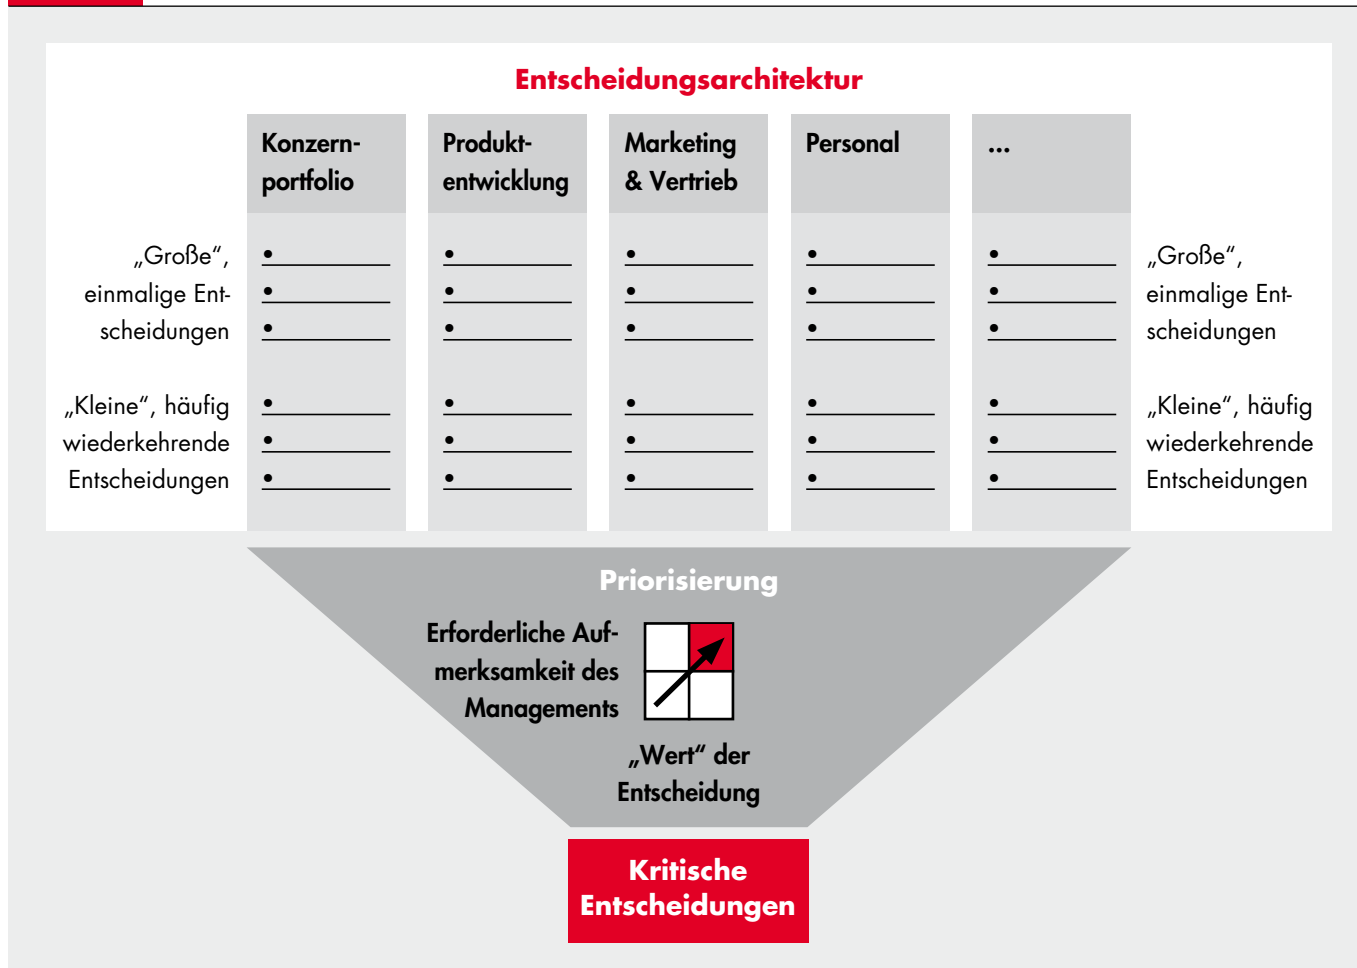 Entscheidungsarchitektur
Konzern-
portfolio
Produkt-
entwicklung
Marketing
& Vertrieb
Personal
...
„Große“,
einmalige Ent-
scheidungen
„Kleine“, häufig
wiederkehrende
Entscheidungen
„Große“,
einmalige Ent-
scheidungen
„Kleine“, häufig
wiederkehrende
Entscheidungen
Priorisierung
Erforderliche Auf-
merksamkeit des
Managements
„Wert“ der
Entscheidung
Kritische
Entscheidungen